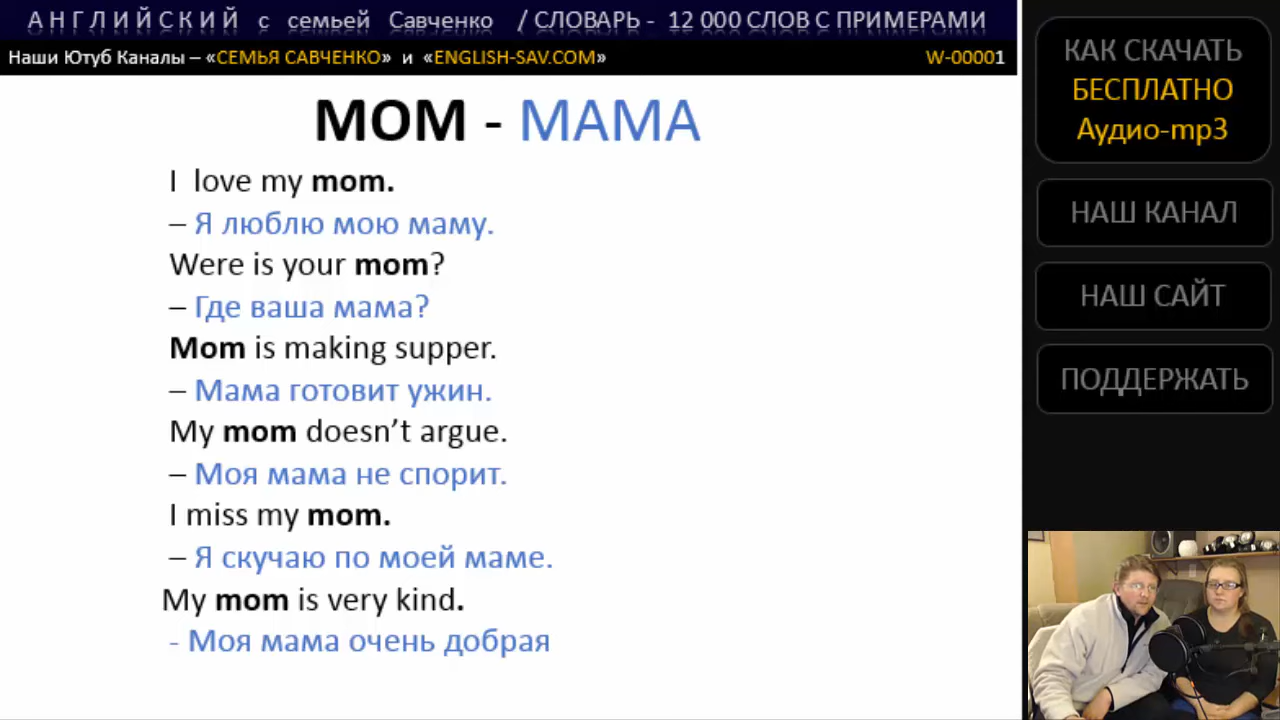 АНГЛИЙСКИЙ с семьей Савченко / СЛОВАРЬ - 12 000 СЛОВ С ПРИМЕРАМИ
Наши Ютуб Каналы – «СЕМЬЯ САВЧЕНКО» и «ENGLISH-SAV.COM» W-00001
MOM - МАМА
I love my mom.
– Я люблю мою маму.
Were is your mom?
– Где ваша мама?
Mom is making supper.
– Мама готовит ужин.
My mom doesn’t argue.
– Моя мама не спорит.
I miss my mom.
– Я скучаю по моей маме.
My mom is very kind.
- Моя мама очень добрая
КАК СКАЧАТЬ
БЕСПЛАТНО
Аудио-mp3
НАШ КАНАЛ
НАШ САЙТ
ПОДДЕРЖАТЬ